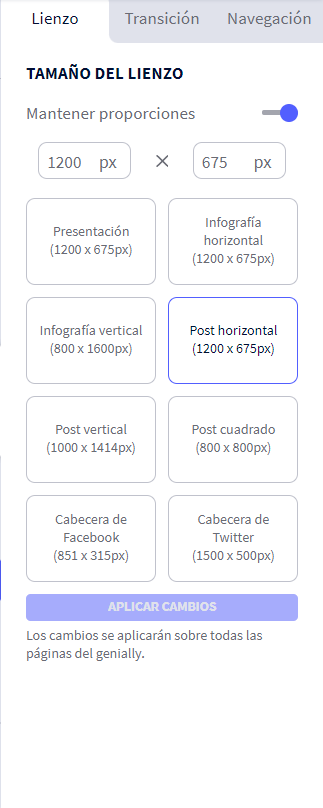 Lienzo Transición Navegación
TAMAÑO DEL LIENZO
Mantener proporciones
1200 px × 675 px
Presentación
(1200 x 675px)
Infografía
horizontal
(1200 x 675px)
Infografía vertical
(800 x 1600px)
Post horizontal
(1200 x 675px)
Post vertical
(1000 x 1414px)
Post cuadrado
(800 x 800px)
Cabecera de
Facebook
(851 x 315px)
Cabecera de
Twitter
(1500 x 500px)
APLICAR CAMBIOS
Los cambios se aplicarán sobre todas las
páginas del genially.